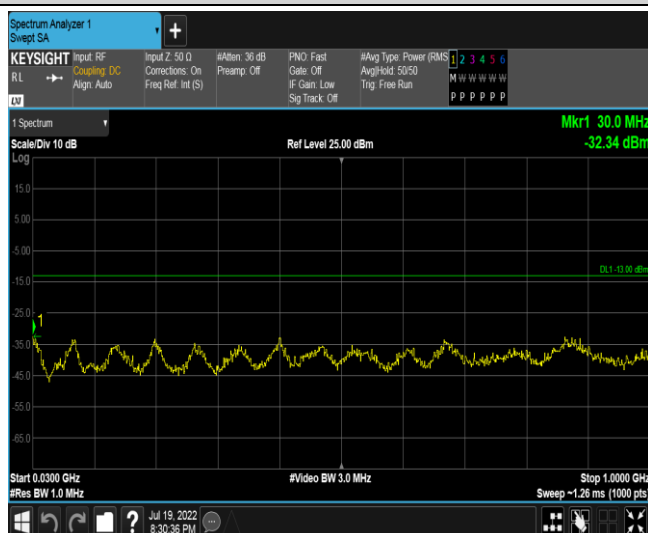 Spectrum Analyzer 1
Swept SA
KEYSIGHT
RL
LXI
Input: RF
Coupling: DC
Align: Auto
Input Z: 50 Ω
Corrections: On
Freq Ref: Int (S)
#Atten: 36 dB
Preamp: Off
PNO: Fast
Gate: Off
IF Gain: Low
Sig Track: Off
#Avg Type: Power (RMS
Avg|Hold: 50/50
Trig: Free Run
1 2 3 4 5 6
M W W W W W
P P P P P P
1 Spectrum
Mkr1 30.0 MHz
-32.34 dBm
Scale/Div 10 dB
Ref Level 25.00 dBm
Log
15.0
5.00
-5.00
DL1 -13.00 dBm
-15.0
-25.0
1
-35.0
-45.0
-55.0
-65.0
Start 0.0300 GHz
#Video BW 3.0 MHz
Stop 1.0000 GHz
#Res BW 1.0 MHz
Sweep ~1.26 ms (1000 pts)
?
Jul 19, 2022
8:30:36 PM